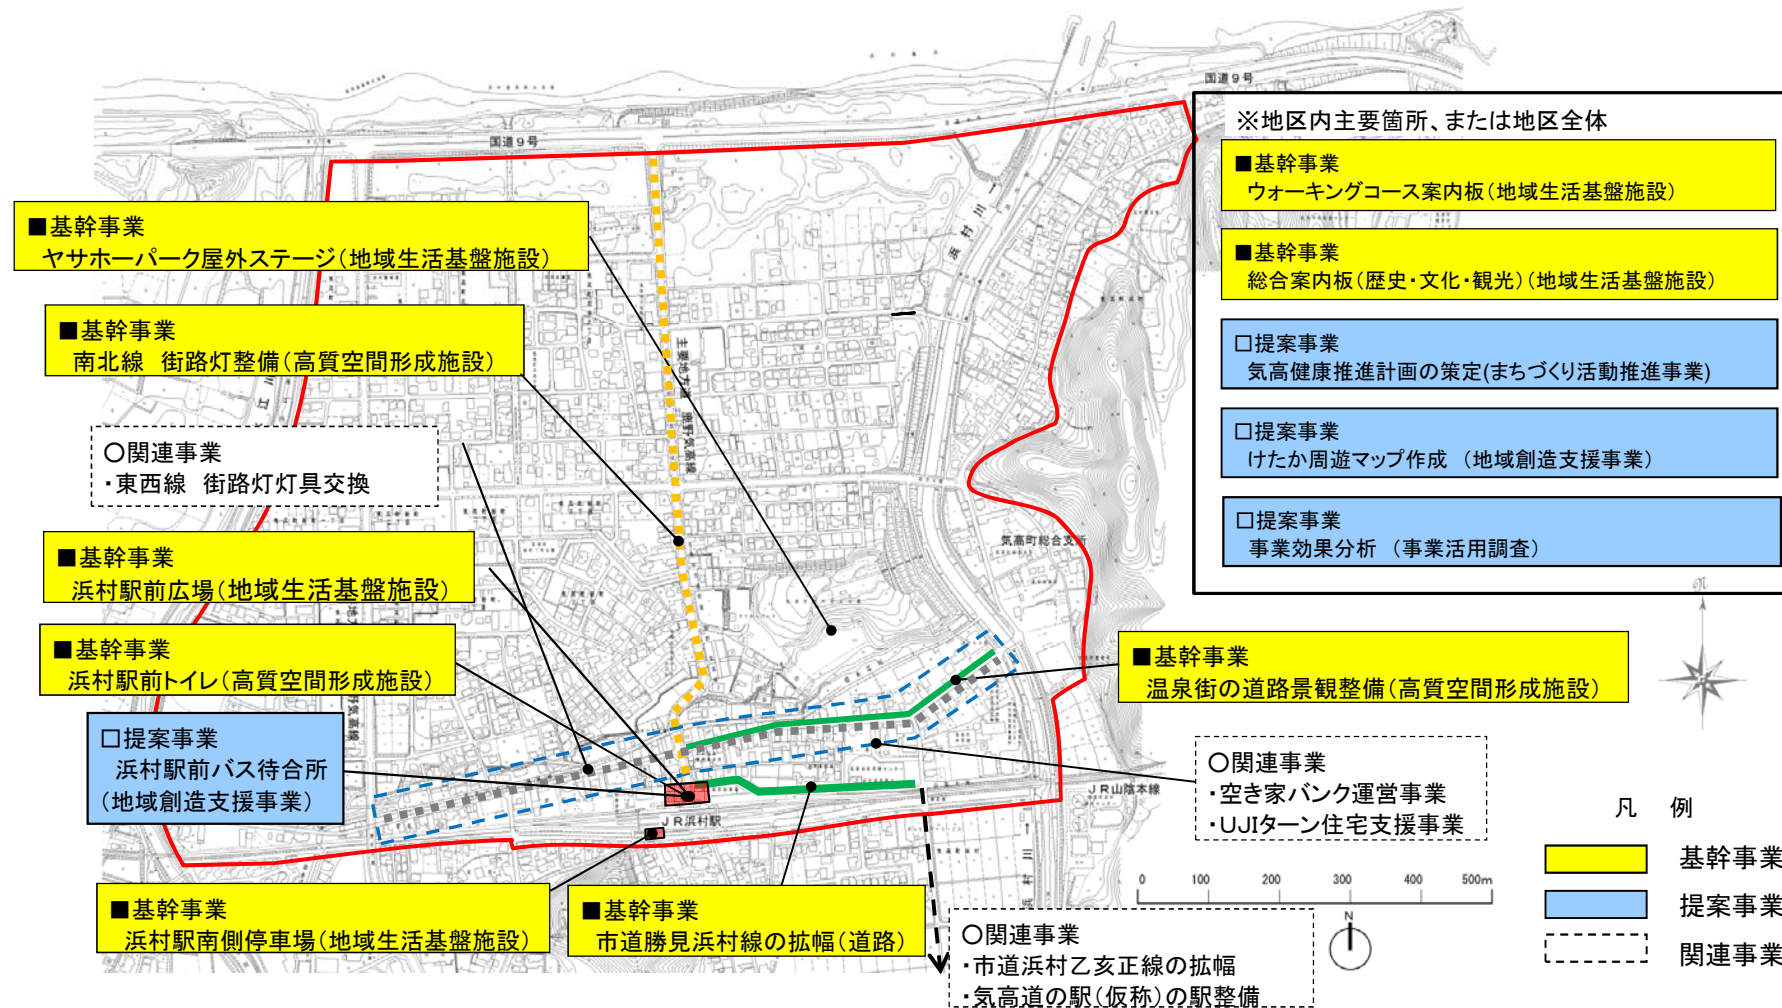 国道9号
国道9号
※地区内主要箇所、または地区全体
■基幹事業
ウォーキングコース案内板(地域生活基盤施設)
■基幹事業
総合案内板(歴史・文化・観光)(地域生活基盤施設)
□提案事業
気高健康推進計画の策定(まちづくり活動推進事業)
□提案事業
けたか周遊マップ作成 (地域創造支援事業)
□提案事業
事業効果分析 (事業活用調査)
■基幹事業
ヤサホーパーク屋外ステージ(地域生活基盤施設)
■基幹事業
南北線 街路灯整備(高質空間形成施設)
○関連事業
・東西線 街路灯灯具交換
■基幹事業
浜村駅前広場(地域生活基盤施設)
■基幹事業
浜村駅前トイレ(高質空間形成施設)
□提案事業
浜村駅前バス待合所
(地域創造支援事業)
■基幹事業
浜村駅南側停車場(地域生活基盤施設)
■基幹事業
市道勝見浜村線の拡幅(道路)
■基幹事業
温泉街の道路景観整備(高質空間形成施設)
○関連事業
・空き家バンク運営事業
・UJIターン住宅支援事業
○関連事業
・市道浜村乙亥正線の拡幅
・気高道の駅(仮称)の駅整備
浜村川
主要地方道 鹿野気高線
気高町総合支所
野気高線
JR浜村駅
JR山陰本線
川
浜村
0 100 200 300 400 500m
N
凡 例
基幹事業
提案事業
関連事業